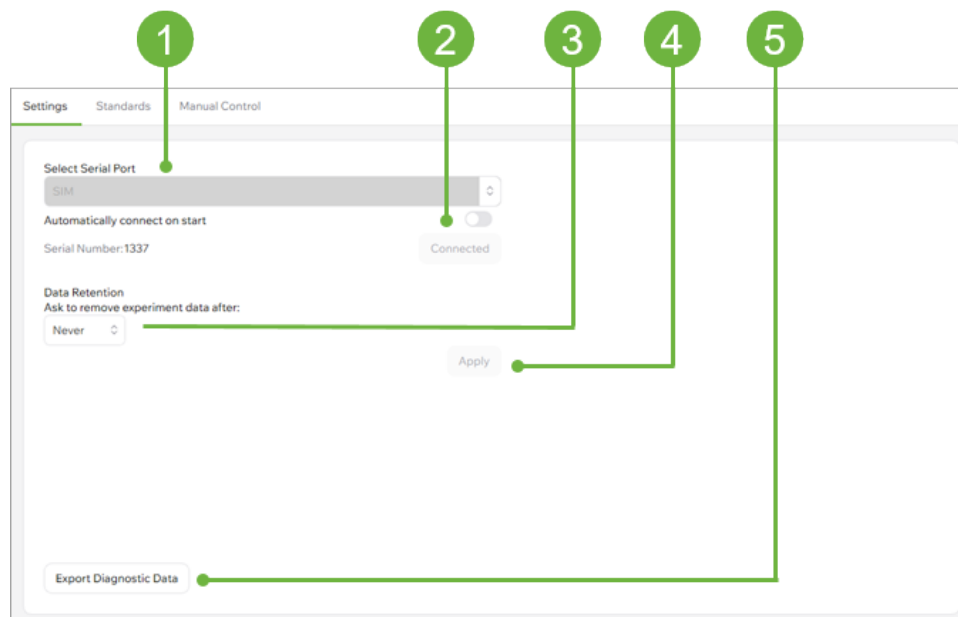 1 2 3 4 5
Settings Standards Manual Control
Select Serial Port
SIM
Automatically connect on start
Serial Number:1337 Connected
Data Retention
Ask to remove experiment data after:
Never
Apply
Export Diagnostic Data